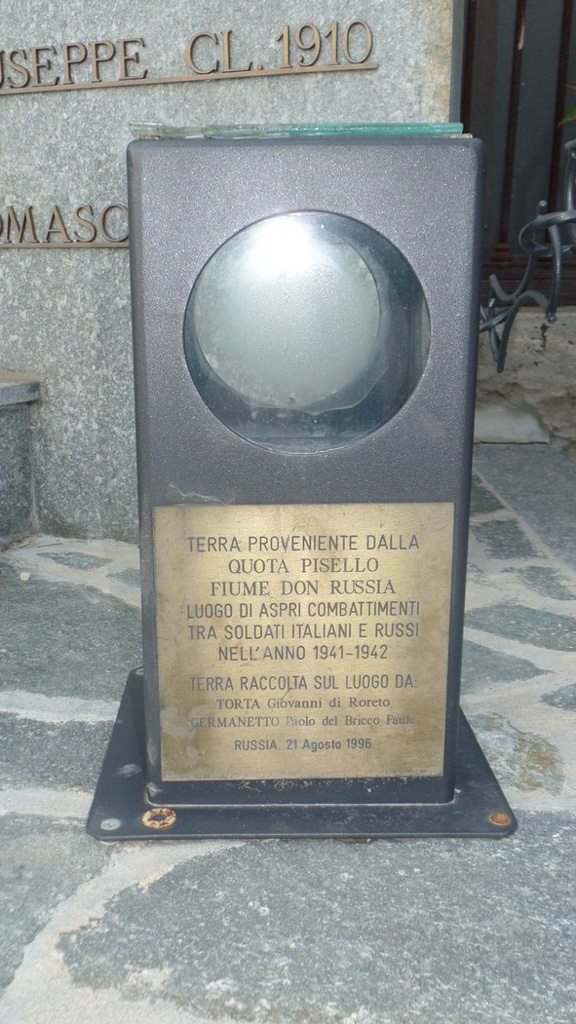 USEPPE CL. 1910
OMASO
TERRA PROVENIENTE DALLA
QUOTA PISELLO
FIUME DON RUSSIA
LUOGO DI ASPRI COMBATTIMENTI
TRA SOLDATI ITALIANI E RUSSI
NELL'ANNO 1941-1942
TERRA RACCOLTA SUL LUOGO DA:
TORTA Giovanni di Roreto
GERMANETTO Paolo del Bricco Faule
RUSSIA, 21 Agosto 1996